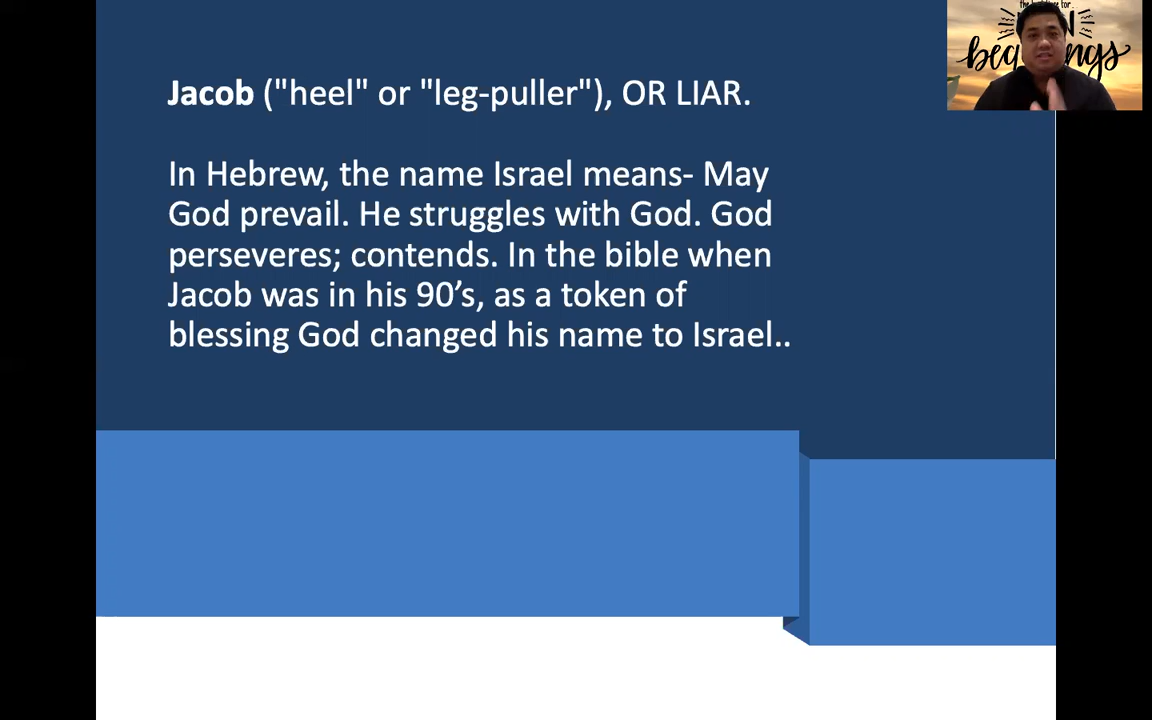 Jacob ("heel" or "leg-puller"), OR LIAR.
In Hebrew, the name Israel means- May
God prevail. He struggles with God. God
perseveres; contends. In the bible when
Jacob was in his 90’s, as a token of
blessing God changed his name to Israel..